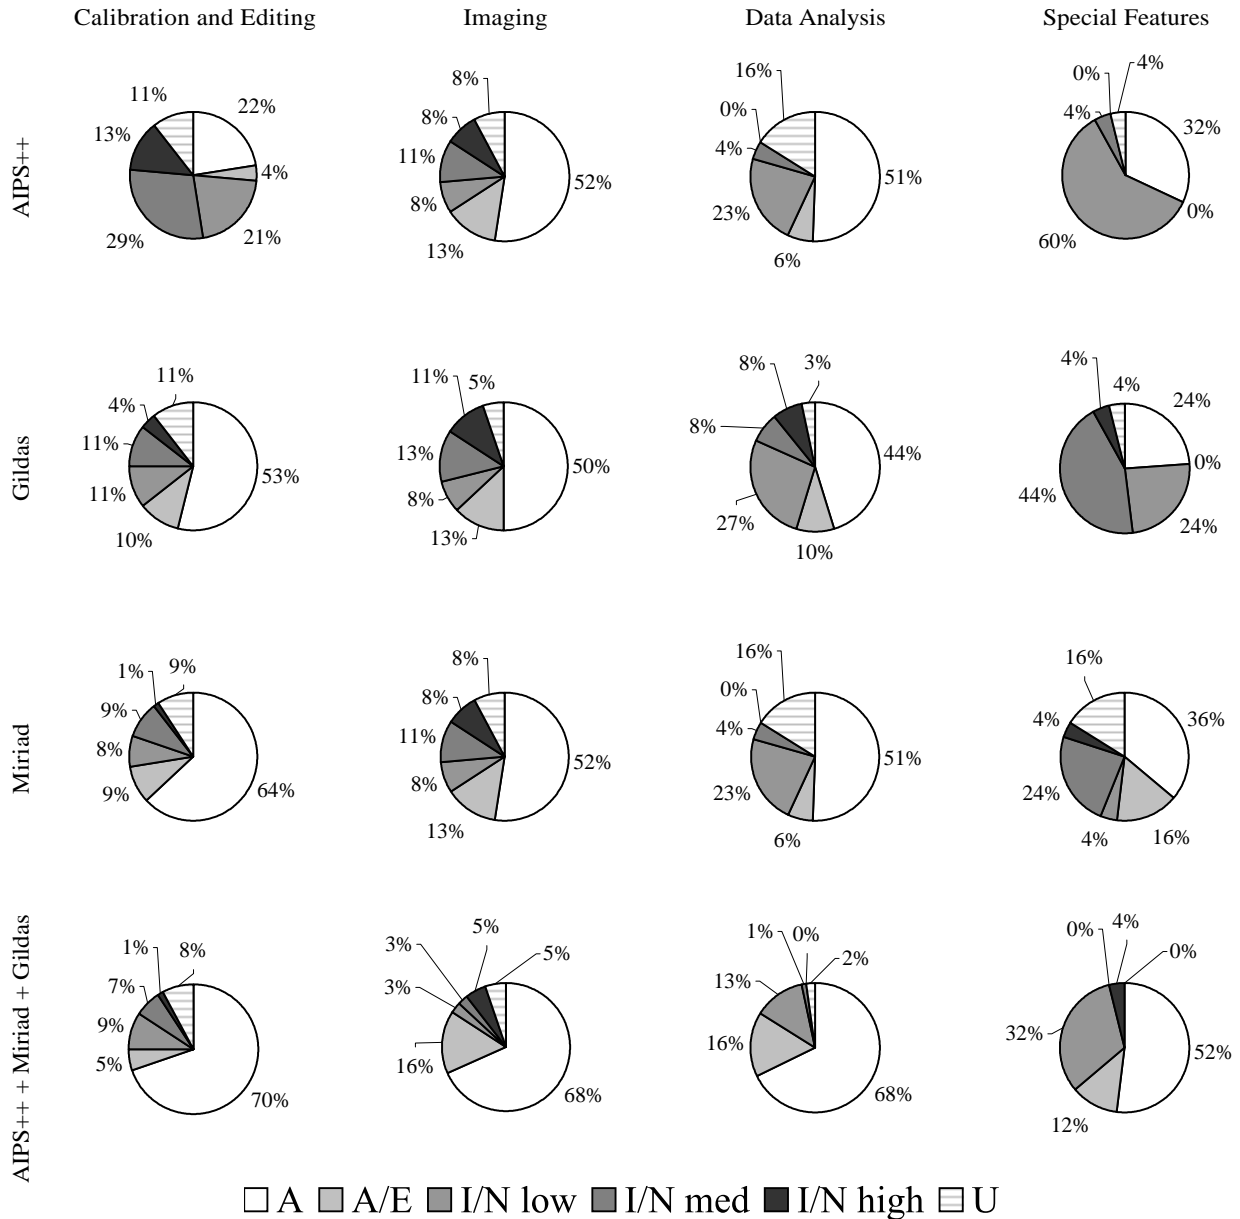 Calibration and Editing Imaging Data Analysis Special Features
AIPS++
11% 22% 13% 4% 29% 21%
8% 8% 11% 52% 8% 13%
16% 0% 4% 51% 23% 6%
0% 4% 4% 32% 0% 60%
Gildas
11% 4% 11% 53% 11% 10%
11% 5% 13% 50% 8% 13%
8% 3% 8% 44% 27% 10%
4% 4% 24% 0% 44% 24%
Miriad
1% 9% 9% 8% 9% 64%
8% 8% 11% 52% 8% 13%
16% 0% 4% 51% 23% 6%
16% 4% 36% 24% 4% 16%
AIPS++ + Miriad + Gildas
1% 8% 7% 9% 5% 70%
5% 3% 5% 3% 16% 68%
1% 0% 2% 13% 16% 68%
0% 4% 0% 32% 52% 12%
A A/E I/N low I/N med I/N high U